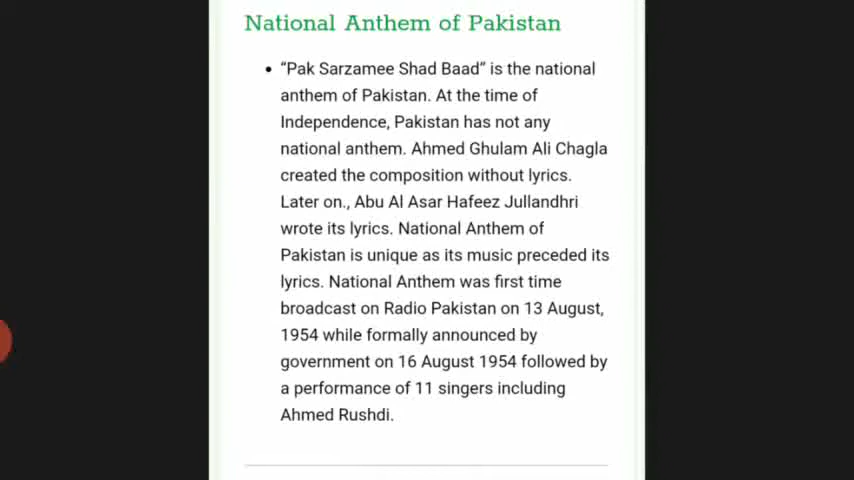 National Anthem of Pakistan
• “Pak Sarzamee Shad Baad” is the national
anthem of Pakistan. At the time of
Independence, Pakistan has not any
national anthem. Ahmed Ghulam Ali Chagla
created the composition without lyrics.
Later on., Abu Al Asar Hafeez Jullandhri
wrote its lyrics. National Anthem of
Pakistan is unique as its music preceded its
lyrics. National Anthem was first time
broadcast on Radio Pakistan on 13 August,
1954 while formally announced by
government on 16 August 1954 followed by
a performance of 11 singers including
Ahmed Rushdi.